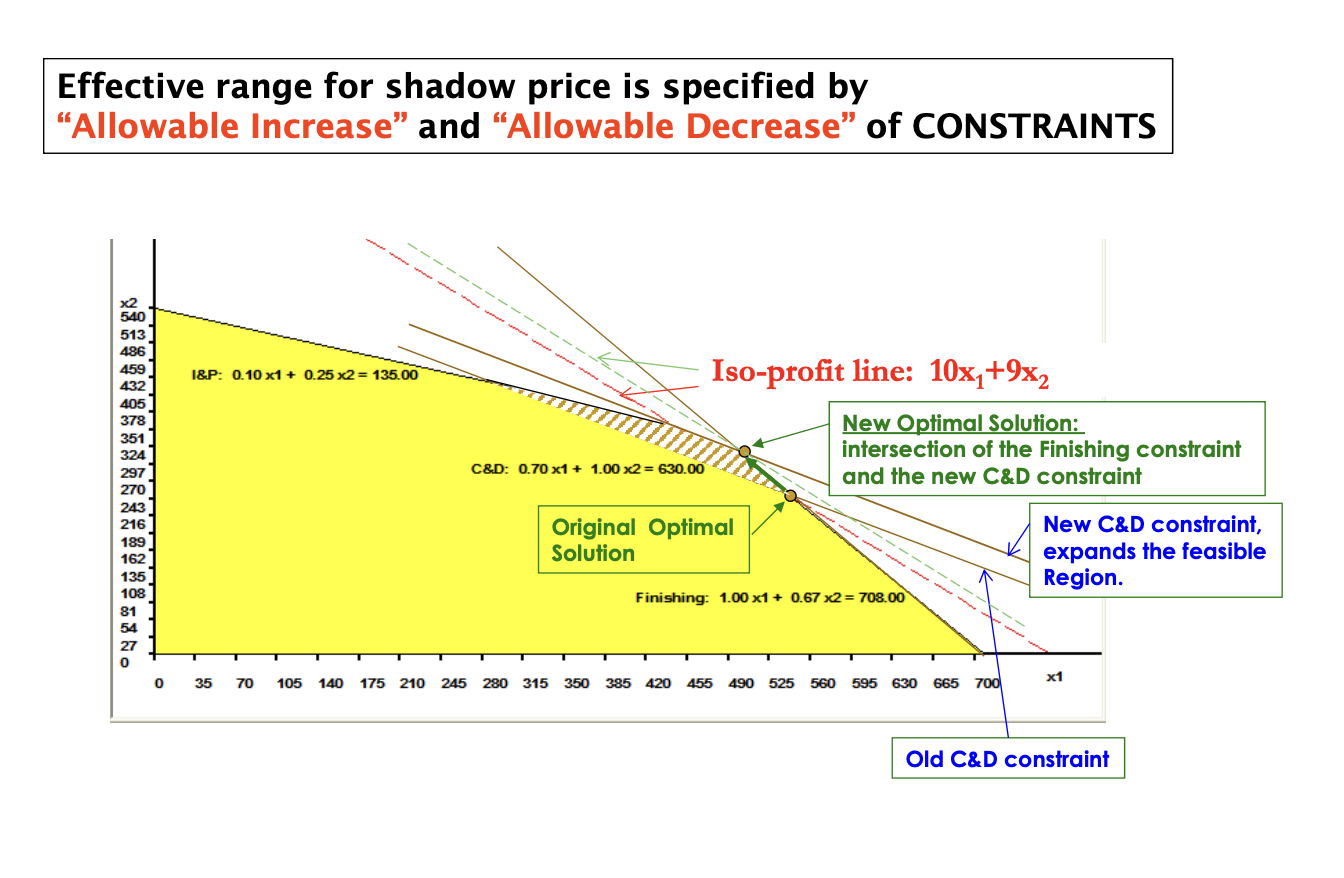 Effective range for shadow price is specified by
“Allowable Increase” and “Allowable Decrease” of CONSTRAINTS
x2
540
513
486
459
432
405
378
351
324
297
270
243
216
189
162
135
108
81
54
27
0
I&P: 0.10 x1 + 0.25 x2 = 135.00
Iso-profit line: 10x1+9x2
New Optimal Solution:
intersection of the Finishing constraint
and the new C&D constraint
C&D: 0.70 x1 + 1.00 x2 = 630.00
Original Optimal
Solution
New C&D constraint,
expands the feasible
Region.
Finishing: 1.00 x1 + 0.67 x2 = 708.00
0 35 70 105 140 175 210 245 280 315 350 385 420 455 490 525 560 595 630 665 700
x1
Old C&D constraint